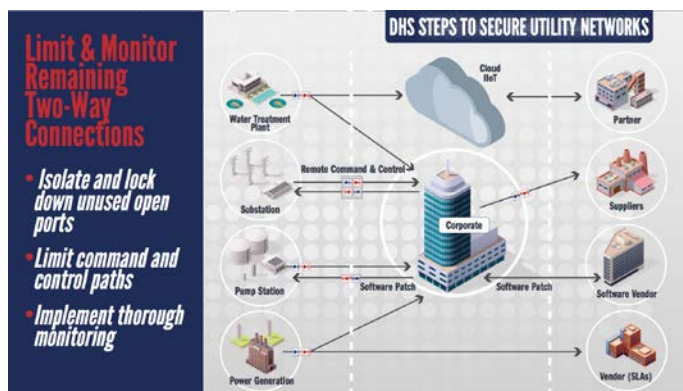 DHS STEPS TO SECURE UTILITY NETWORKS
Limit & Monitor
Remaining
Two-Way
Connections
• Isolate and lock
down unused open
ports
• Limit command and
control paths
• Implement thorough
monitoring
Cloud
IIoT
Water Treatment
Plant
Partner
Remote Command & Control
Substation
Corporate
Suppliers
Pump Station
Software Patch
Software Patch
Software Vendor
Power Generation
Vendor (SLAs)